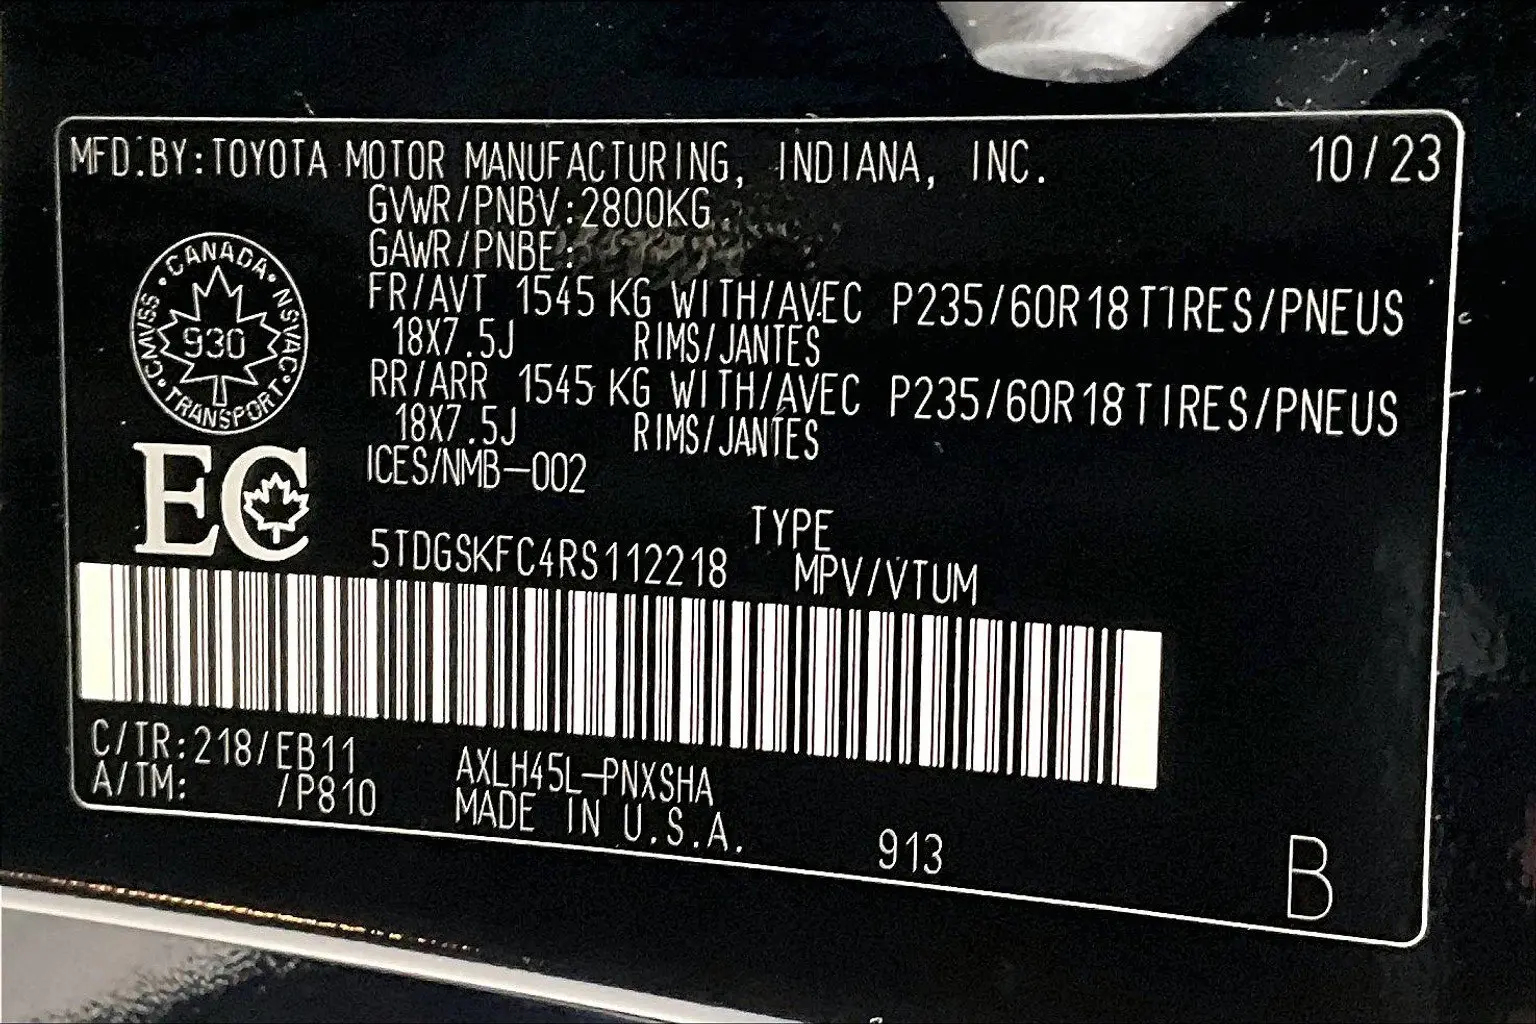 MFD.BY:TOYOTA MOTOR MANUFACTURING, INDIANA, INC. 10/23
GVWR/PNBV:2800KG
GAWR/PNBE:
FR/AVT 1545 KG WITH/AVEC P235/60R18 TIRES/PNEUS
18X7.5J RIMS/JANTES
RR/ARR 1545 KG WITH/AVEC P235/60R18 TIRES/PNEUS
18X7.5J RIMS/JANTES
ICES/NMB-002
CANADA • NSVAC • TRANSPORT • CMVSS •
930
EC
TYPE
5TDGSKFC4RS112218 MPV/VTUM
C/TR:218/EB11 AXLH45L-PNXSHA
A/TM: /P810 MADE IN U.S.A.
913
B